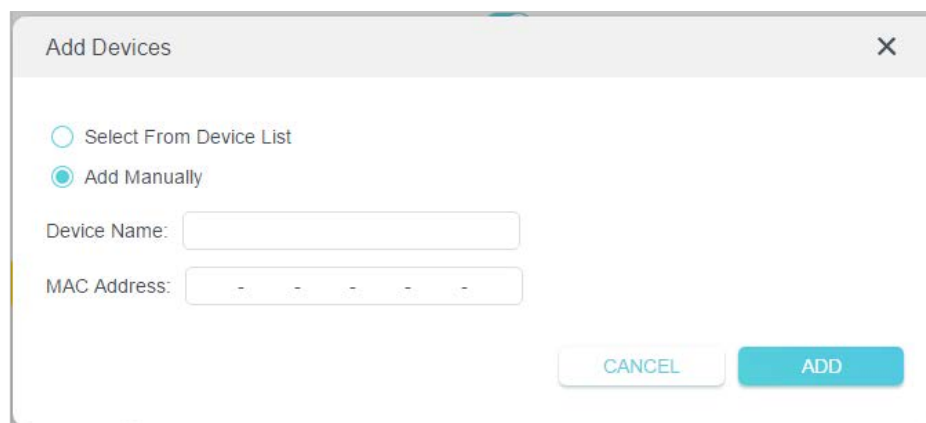 Add Devices
Select From Device List
Add Manually
Device Name:
MAC Address: - - - - -
CANCEL ADD